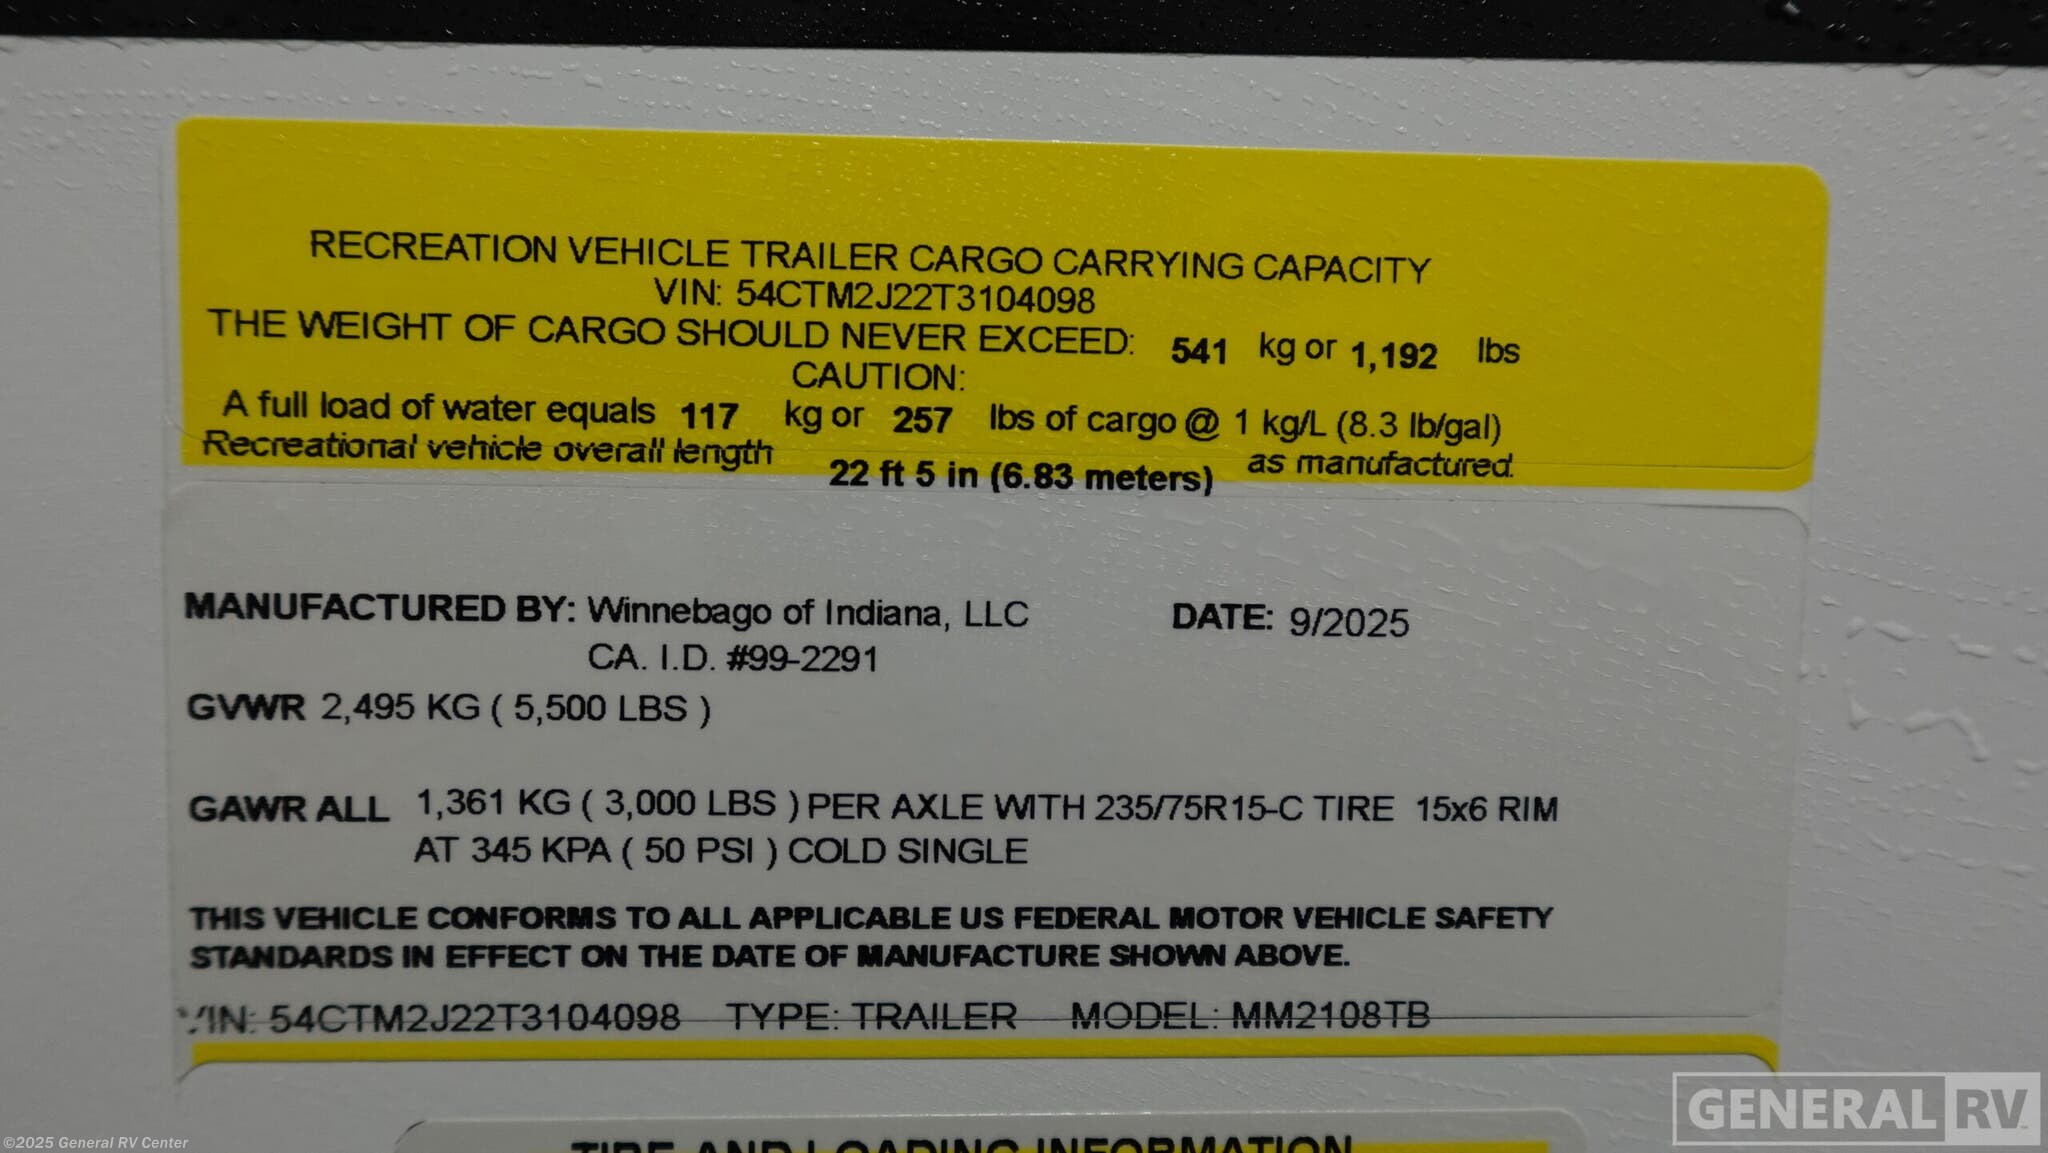 RECREATION VEHICLE TRAILER CARGO CARRYING CAPACITY
VIN: 54CTM2J22T3104098
THE WEIGHT OF CARGO SHOULD NEVER EXCEED: 541 kg or 1,192 lbs
CAUTION:
A full load of water equals 117 kg or 257 lbs of cargo @ 1 kg/L (8.3 lb/gal)
Recreational vehicle overall length 22 ft 5 in (6.83 meters) as manufactured.
MANUFACTURED BY: Winnebago of Indiana, LLC DATE: 9/2025
CA. I.D. #99-2291
GVWR 2,495 KG ( 5,500 LBS )
GAWR ALL 1,361 KG ( 3,000 LBS ) PER AXLE WITH 235/75R15-C TIRE 15x6 RIM
AT 345 KPA ( 50 PSI ) COLD SINGLE
THIS VEHICLE CONFORMS TO ALL APPLICABLE US FEDERAL MOTOR VEHICLE SAFETY
STANDARDS IN EFFECT ON THE DATE OF MANUFACTURE SHOWN ABOVE.
VIN: 54CTM2J22T3104098 TYPE: TRAILER MODEL: MM2108TB
TIRE AND LOADING INFORMATION
GENERAL RV
©2025 General RV Center